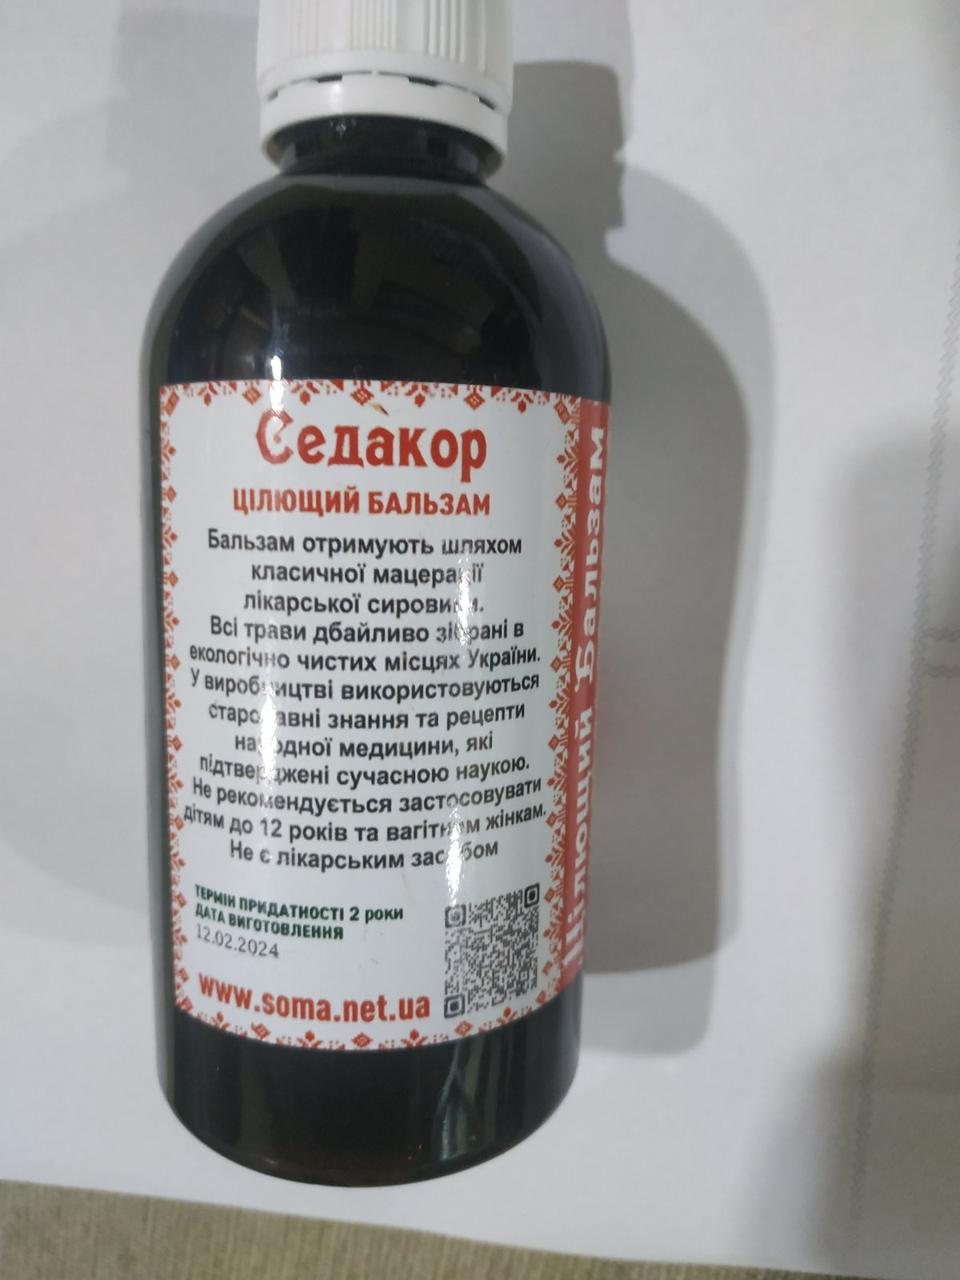 Седакор
ЦІЛЮЩИЙ БАЛЬЗАМ
Бальзам отримують шляхом
класичної мацерації
лікарської сировини.
Всі трави дбайливо зібрані в
екологічно чистих місцях України.
У виробництві використовуються
стародавні знання та рецепти
народної медицини, які
підтверджені сучасною наукою.
Не рекомендується застосовувати
дітям до 12 років та вагітним жінкам.
Не є лікарським засобом
ТЕРМІН ПРИДАТНОСТІ 2 роки
ДАТА ВИГОТОВЛЕННЯ
12.02.2024
www.soma.net.ua
Цілющий Бальзам